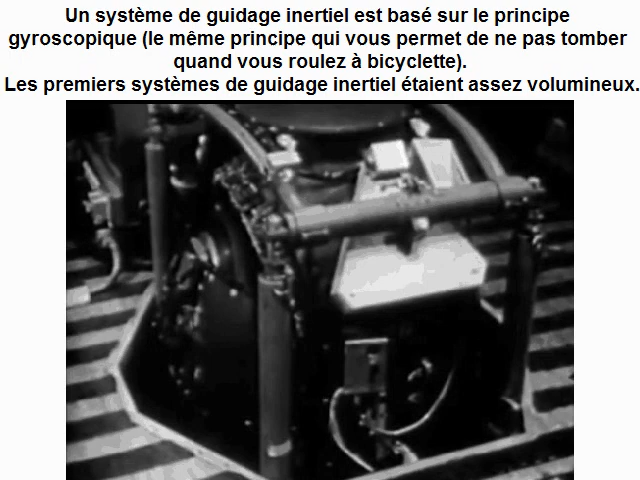 Un système de guidage inertiel est basé sur le principe
gyroscopique (le même principe qui vous permet de ne pas tomber
quand vous roulez à bicyclette).
Les premiers systèmes de guidage inertiel étaient assez volumineux.